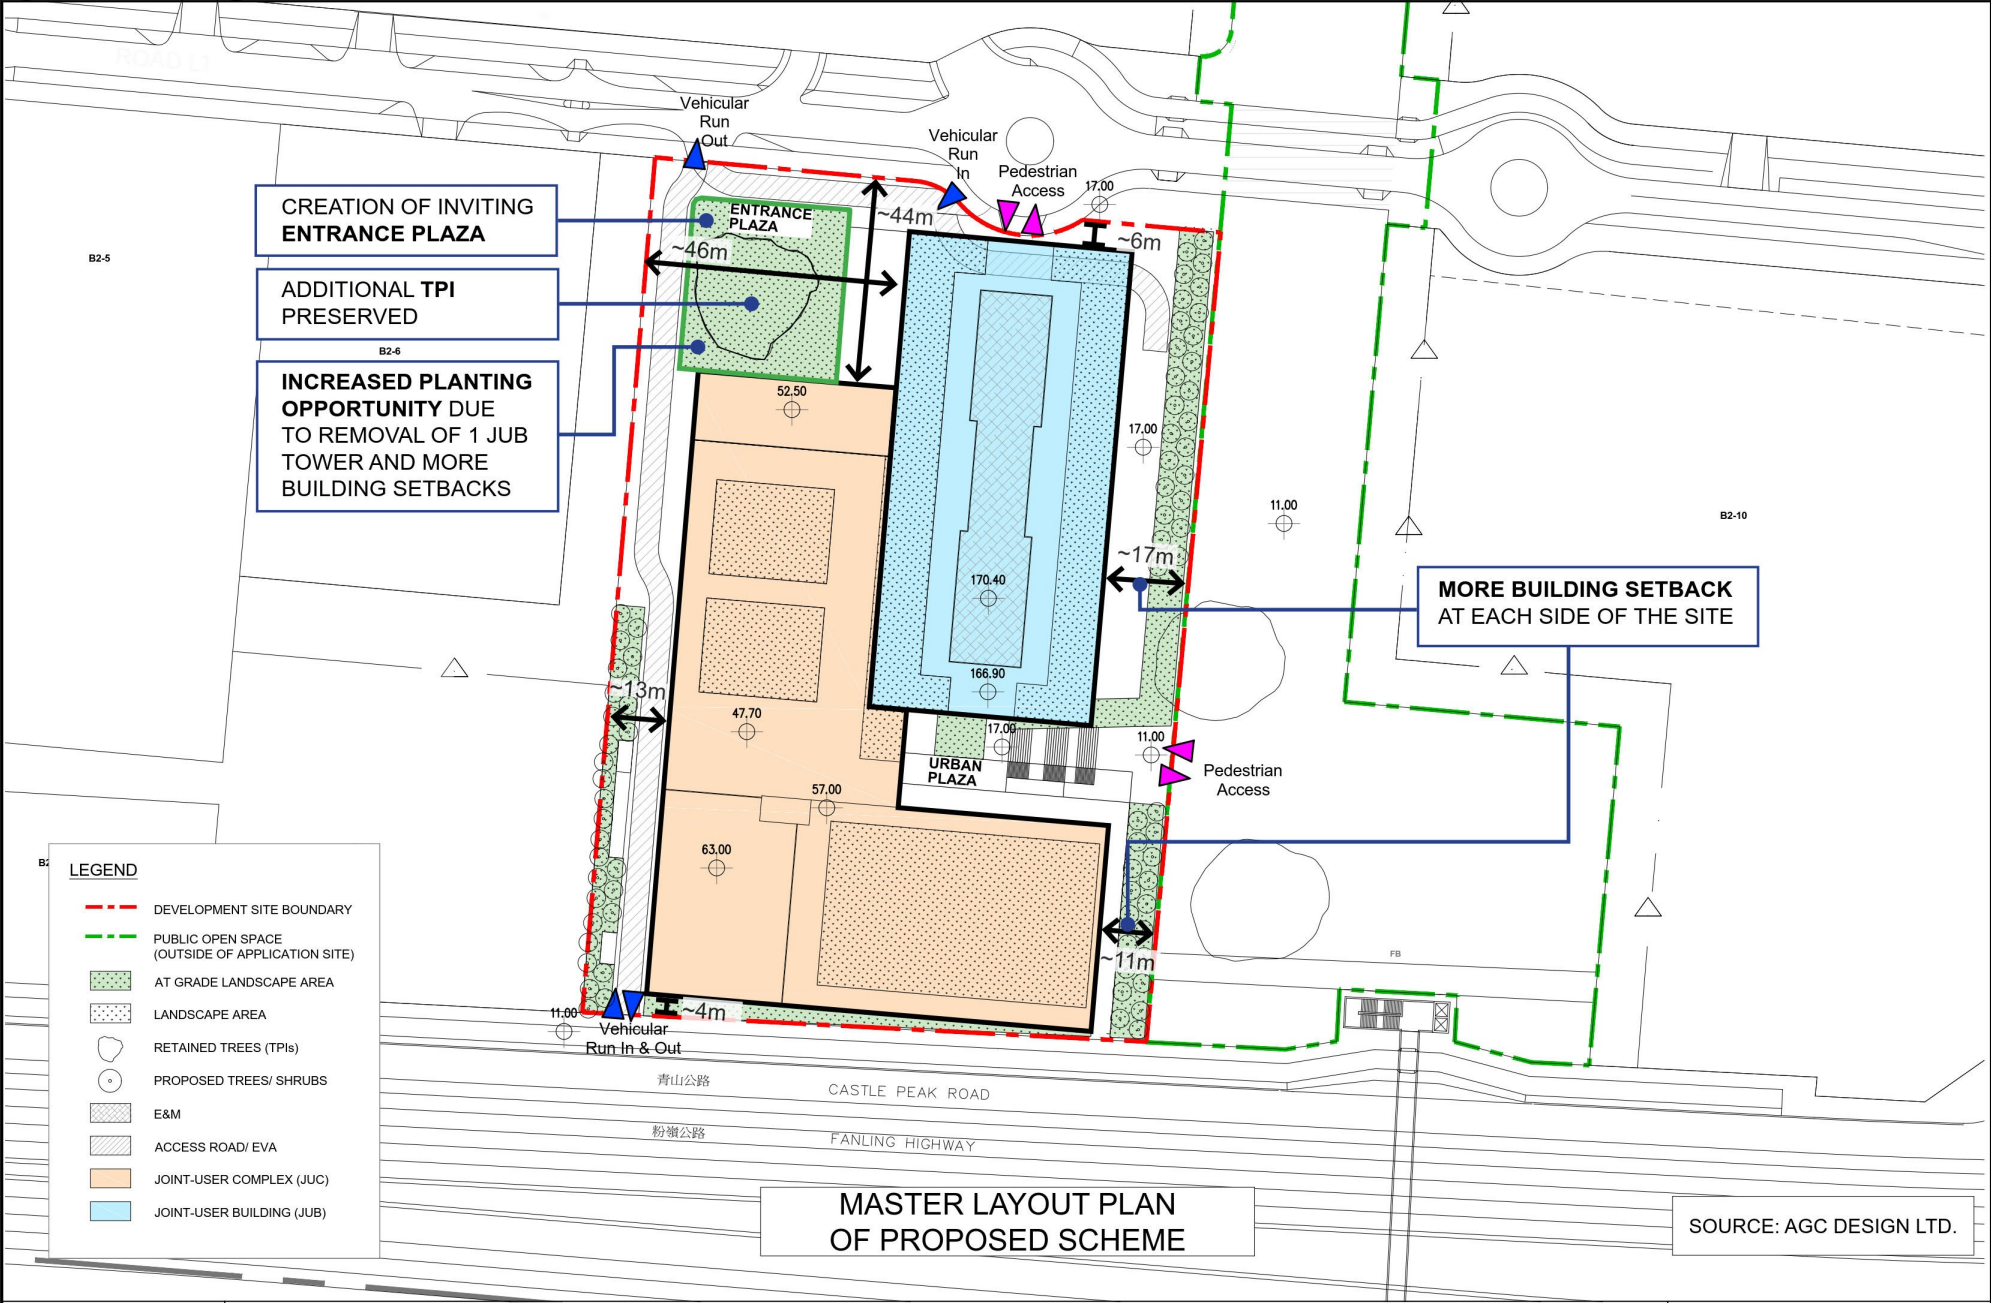 ROAD L1
Vehicular
Run
Out
Vehicular
Run
In
Pedestrian
Access
17.00
CREATION OF INVITING
ENTRANCE PLAZA
ENTRANCE
PLAZA
~44m
~46m
~6m
B2-5
ADDITIONAL TPI
PRESERVED
B2-6
INCREASED PLANTING
OPPORTUNITY DUE
TO REMOVAL OF 1 JUB
TOWER AND MORE
BUILDING SETBACKS
52.50
17.00
11.00
B2-10
~17m
170.40
MORE BUILDING SETBACK
AT EACH SIDE OF THE SITE
166.90
~13m
47.70
17.00
11.00
URBAN
PLAZA
Pedestrian
Access
57.00
63.00
~11m
FB
~4m
11.00
Vehicular
Run In & Out
LEGEND
DEVELOPMENT SITE BOUNDARY
PUBLIC OPEN SPACE
(OUTSIDE OF APPLICATION SITE)
AT GRADE LANDSCAPE AREA
LANDSCAPE AREA
RETAINED TREES (TPIs)
PROPOSED TREES/ SHRUBS
E&M
ACCESS ROAD/ EVA
JOINT-USER COMPLEX (JUC)
JOINT-USER BUILDING (JUB)
青山公路
CASTLE PEAK ROAD
粉嶺公路
FANLING HIGHWAY
MASTER LAYOUT PLAN
OF PROPOSED SCHEME
SOURCE: AGC DESIGN LTD.